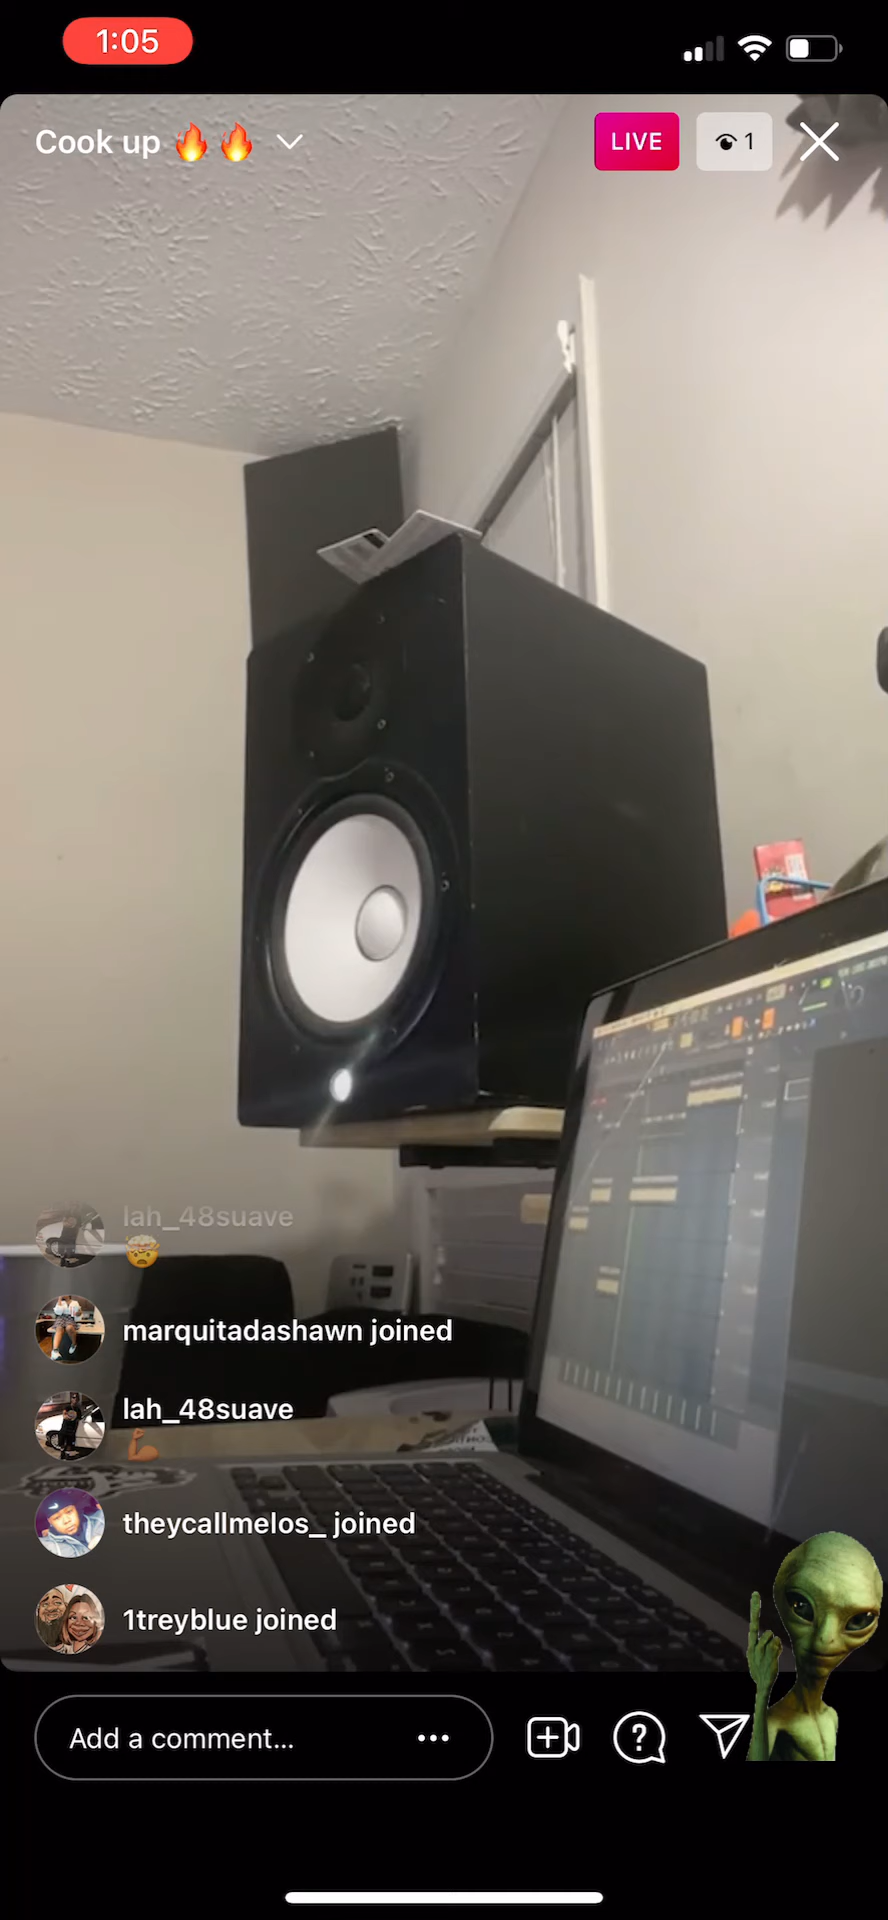 1:05
Cook up 🔥🔥
LIVE
1
lah_48suave
🤯
marquitadashawn joined
lah_48suave
💪🏽
theycallmelos_ joined
1treyblue joined
Add a comment...